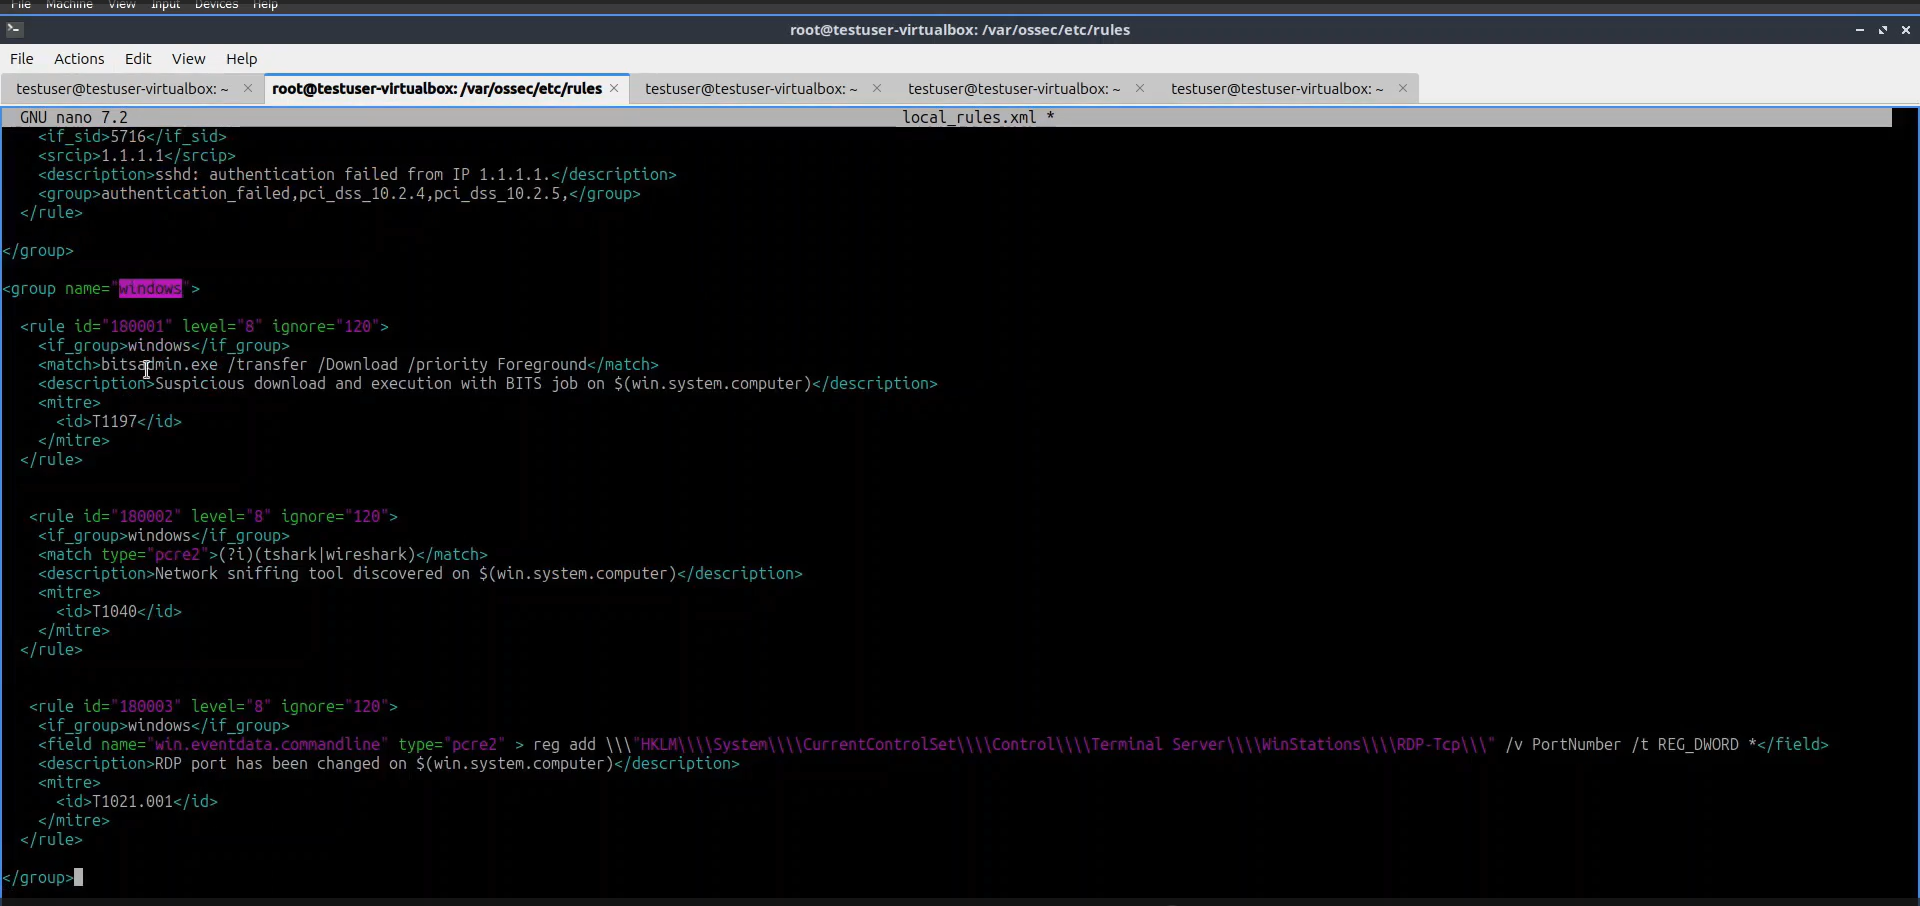 File Machine View Input Devices Help
root@testuser-virtualbox: /var/ossec/etc/rules
File Actions Edit View Help
testuser@testuser-virtualbox: ~ × root@testuser-virtualbox: /var/ossec/etc/rules × testuser@testuser-virtualbox: ~ × testuser@testuser-virtualbox: ~ × testuser@testuser-virtualbox: ~ ×
GNU nano 7.2 local_rules.xml *
<if_sid>5716</if_sid>
<srcip>1.1.1.1</srcip>
<description>sshd: authentication failed from IP 1.1.1.1.</description>
<group>authentication_failed,pci_dss_10.2.4,pci_dss_10.2.5,</group>
</rule>
</group>
<group name="windows">
<rule id="180001" level="8" ignore="120">
<if_group>windows</if_group>
<match>bitsadmin.exe /transfer /Download /priority Foreground</match>
<description>Suspicious download and execution with BITS job on $(win.system.computer)</description>
<mitre>
<id>T1197</id>
</mitre>
</rule>
<rule id="180002" level="8" ignore="120">
<if_group>windows</if_group>
<match type="pcre2">(?i)(tshark|wireshark)</match>
<description>Network sniffing tool discovered on $(win.system.computer)</description>
<mitre>
<id>T1040</id>
</mitre>
</rule>
<rule id="180003" level="8" ignore="120">
<if_group>windows</if_group>
<field name="win.eventdata.commandline" type="pcre2" > reg add \\\"HKLM\\\\System\\\\CurrentControlSet\\\\Control\\\\Terminal Server\\\\WinStations\\\\RDP-Tcp\\\" /v PortNumber /t REG_DWORD *</field>
<description>RDP port has been changed on $(win.system.computer)</description>
<mitre>
<id>T1021.001</id>
</mitre>
</rule>
</group>